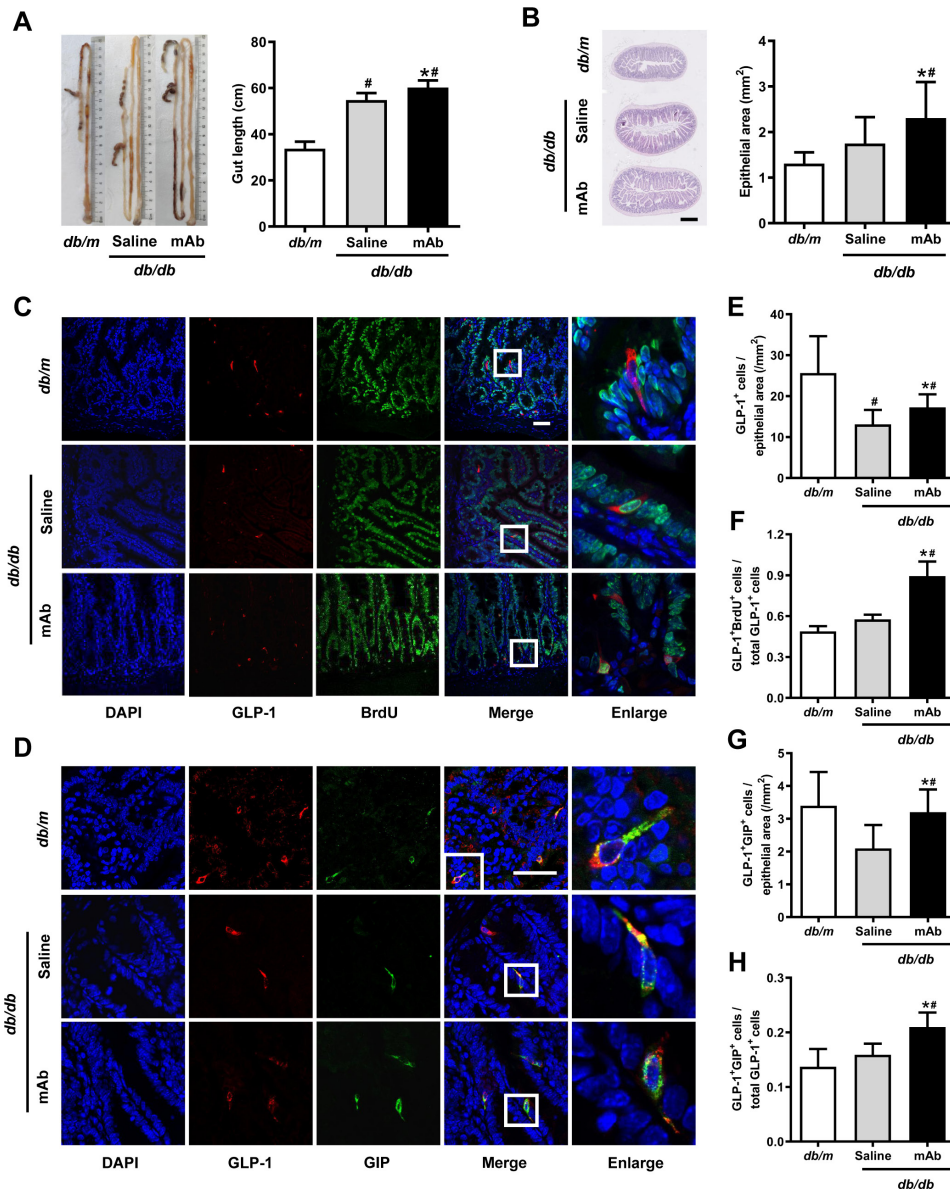 A
db/m
Saline
mAb
db/db
Gut length (cm)
60
40
20
0
80
#
*#
db/m
Saline
mAb
db/db
B
db/m
Saline
mAb
db/db
Epithelial area (mm²)
4
3
2
1
0
*#
db/m
Saline
mAb
db/db
C
db/m
Saline
mAb
db/db
DAPI
GLP-1
BrdU
Merge
Enlarge
D
db/m
Saline
mAb
db/db
DAPI
GLP-1
GIP
Merge
Enlarge
E
GLP-1⁺ cells /
epithelial area (/mm²)
40
30
20
10
0
#
*#
db/m
Saline
mAb
db/db
F
GLP-1⁺BrdU⁺ cells /
total GLP-1⁺ cells
1.2
0.9
0.6
0.3
0.0
*#
db/m
Saline
mAb
db/db
G
GLP-1⁺GIP⁺ cells /
epithelial area (/mm²)
5
4
3
2
1
0
*#
db/m
Saline
mAb
db/db
H
GLP-1⁺GIP⁺ cells /
total GLP-1⁺ cells
0.3
0.2
0.1
0.0
*#
db/m
Saline
mAb
db/db